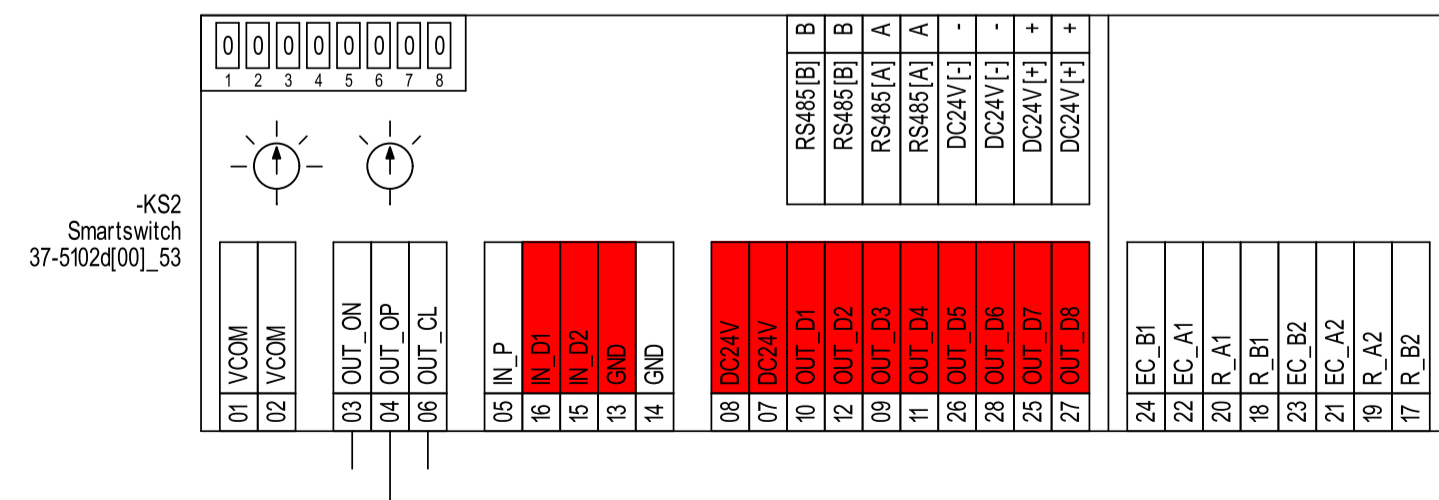 0 0 0 0 0 0 0 0
1 2 3 4 5 6 7 8
B B A A - - + +
RS485[B] RS485[B] RS485[A] RS485[A] DC24V[-] DC24V[-] DC24V[+] DC24V[+]
-KS2
Smartswitch
37-5102d[00]_53
VCOM VCOM OUT_ON OUT_OP OUT_CL IN_P IN_D1 IN_D2 GND GND DC24V DC24V OUT_D1 OUT_D2 OUT_D3 OUT_D4 OUT_D5 OUT_D6 OUT_D7 OUT_D8 EC_B1 EC_A1 R_A1 R_B1 EC_B2 EC_A2 R_A2 R_B2
01 02 03 04 06 05 16 15 13 14 08 07 10 12 09 11 26 28 25 27 24 22 20 18 23 21 19 17